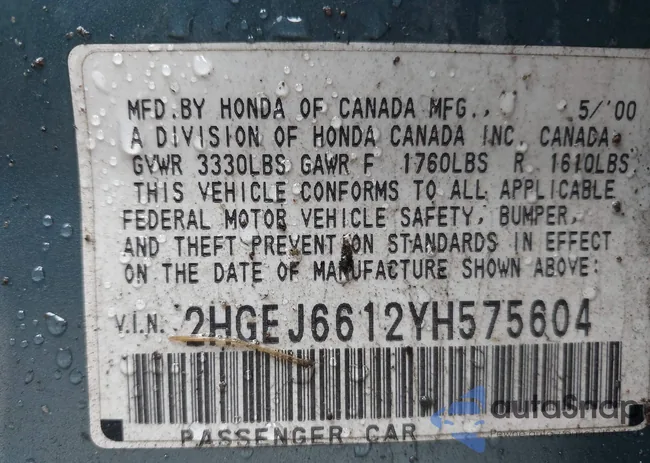 MFD.BY HONDA OF CANADA MFG., 5/'00
A DIVISION OF HONDA CANADA INC. CANADA
GVWR 3330LBS GAWR F 1760LBS R 1610LBS
THIS VEHICLE CONFORMS TO ALL APPLICABLE
FEDERAL MOTOR VEHICLE SAFETY, BUMPER,
AND THEFT PREVENTION STANDARDS IN EFFECT
ON THE DATE OF MANUFACTURE SHOWN ABOVE:
V.I.N. 2HGEJ6612YH575604
PASSENGER CAR
autoSnap